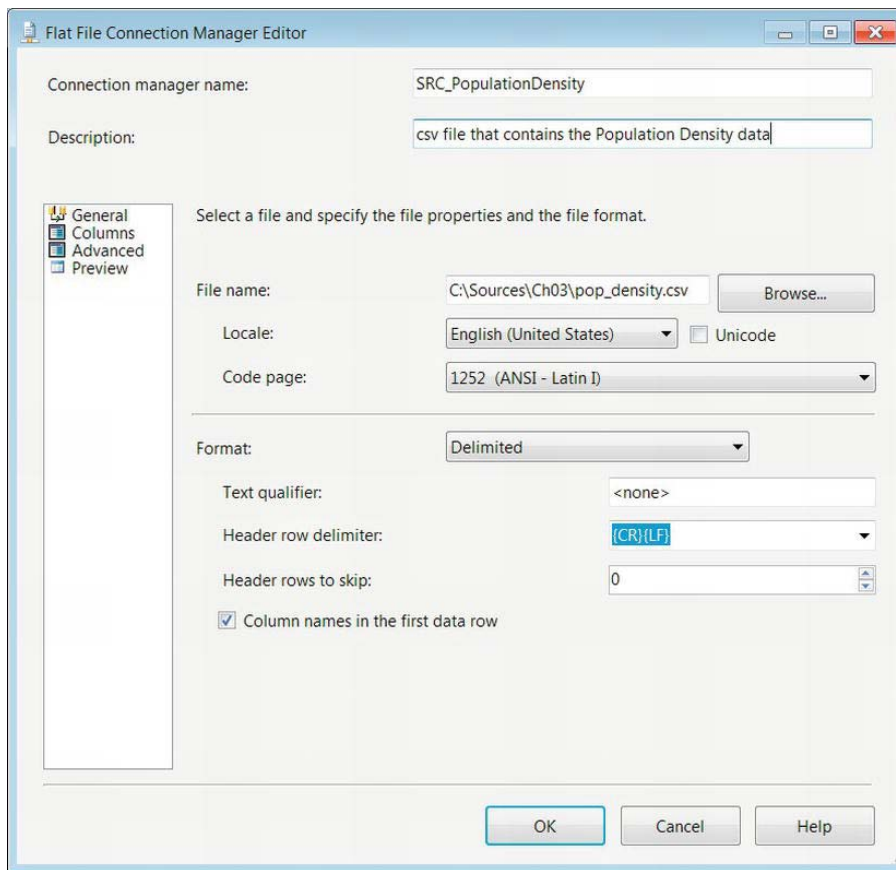 Flat File Connection Manager Editor
Connection manager name: SRC_PopulationDensity
Description: csv file that contains the Population Density data
General
Columns
Advanced
Preview
Select a file and specify the file properties and the file format.
File name: C:\Sources\Ch03\pop_density.csv Browse...
Locale: English (United States) Unicode
Code page: 1252 (ANSI - Latin I)
Format: Delimited
Text qualifier: <none>
Header row delimiter: {CR}{LF}
Header rows to skip: 0
Column names in the first data row
OK Cancel Help